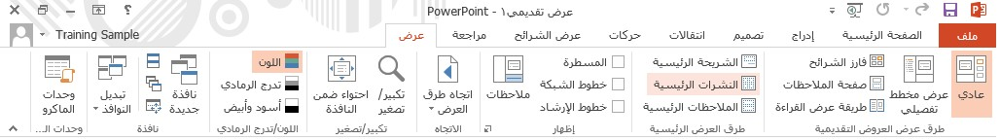 عرض تقديمي١ - PowerPoint
ملف
الصفحة الرئيسية
إدراج
تصميم
انتقالات
حركات
عرض الشرائح
مراجعة
عرض
Training Sample
عادي
عرض مخطط تفصيلي
فارز الشرائح
صفحة الملاحظات
طريقة عرض القراءة
طرق عرض العروض التقديمية
الشريحة الرئيسية
النشرات الرئيسية
الملاحظات الرئيسية
طرق العرض الرئيسية
المسطرة
خطوط الشبكة
خطوط الإرشاد
ملاحظات
إظهار
اتجاه طرق العرض
الاتجاه
تكبير/تصغير
احتواء ضمن النافذة
تكبير/تصغير
اللون
تدرج الرمادي
أسود وأبيض
اللون/تدرج الرمادي
نافذة جديدة
تبديل النوافذ
نافذة
وحدات الماكرو
وحدات الـ...